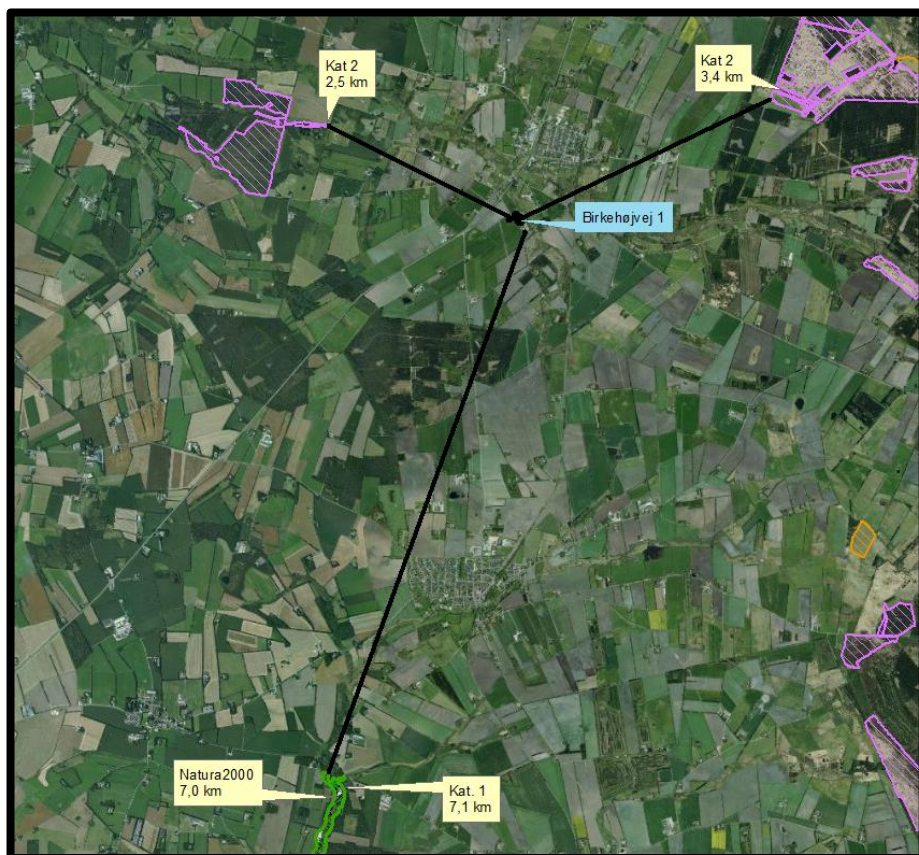 Kat 2
2,5 km
Kat 2
3,4 km
Birkehøjvej 1
Natura2000
7,0 km
Kat. 1
7,1 km